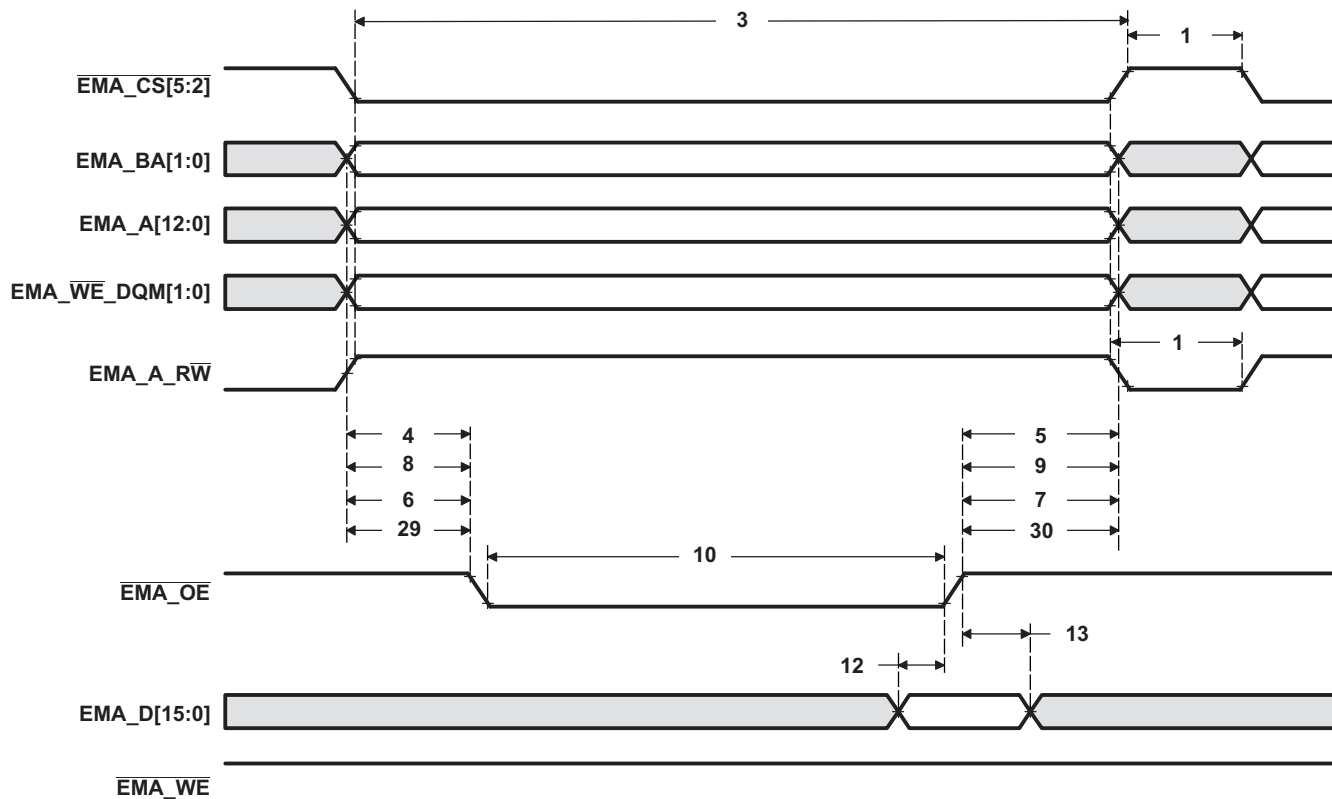 3
1
EMA_CS[5:2]
EMA_BA[1:0]
EMA_A[12:0]
EMA_WE_DQM[1:0]
1
EMA_A_RW
4 5
8 9
6 7
29 30
10
EMA_OE
13
12
EMA_D[15:0]
EMA_WE